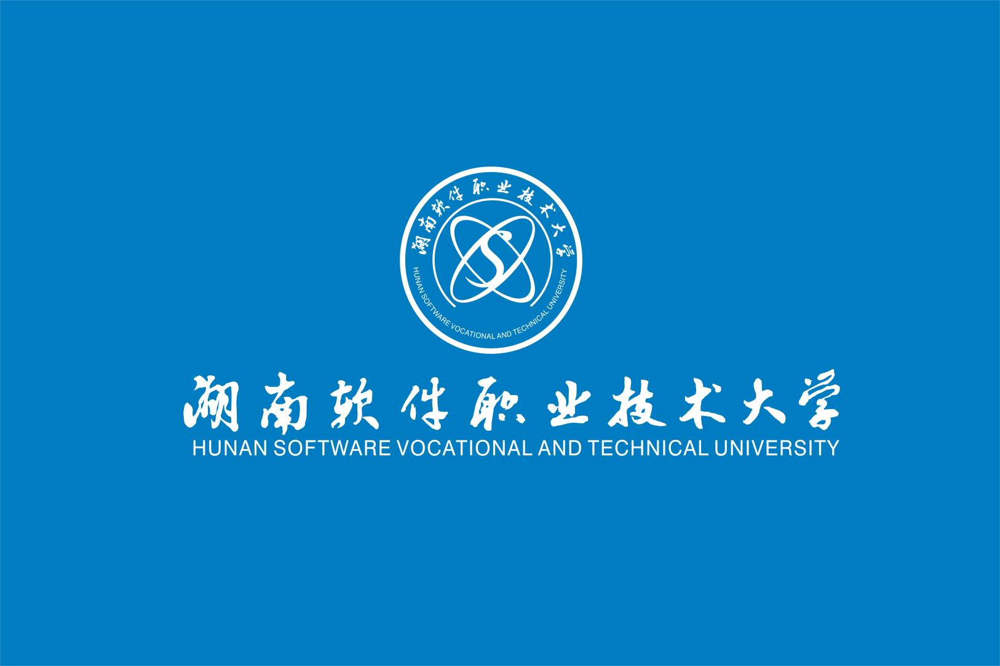 湖南软件职业技术大学
HUNAN SOFTWARE VOCATIONAL AND TECHNICAL UNIVERSITY
湖南软件职业技术大学
HUNAN SOFTWARE VOCATIONAL AND TECHNICAL UNIVERSITY